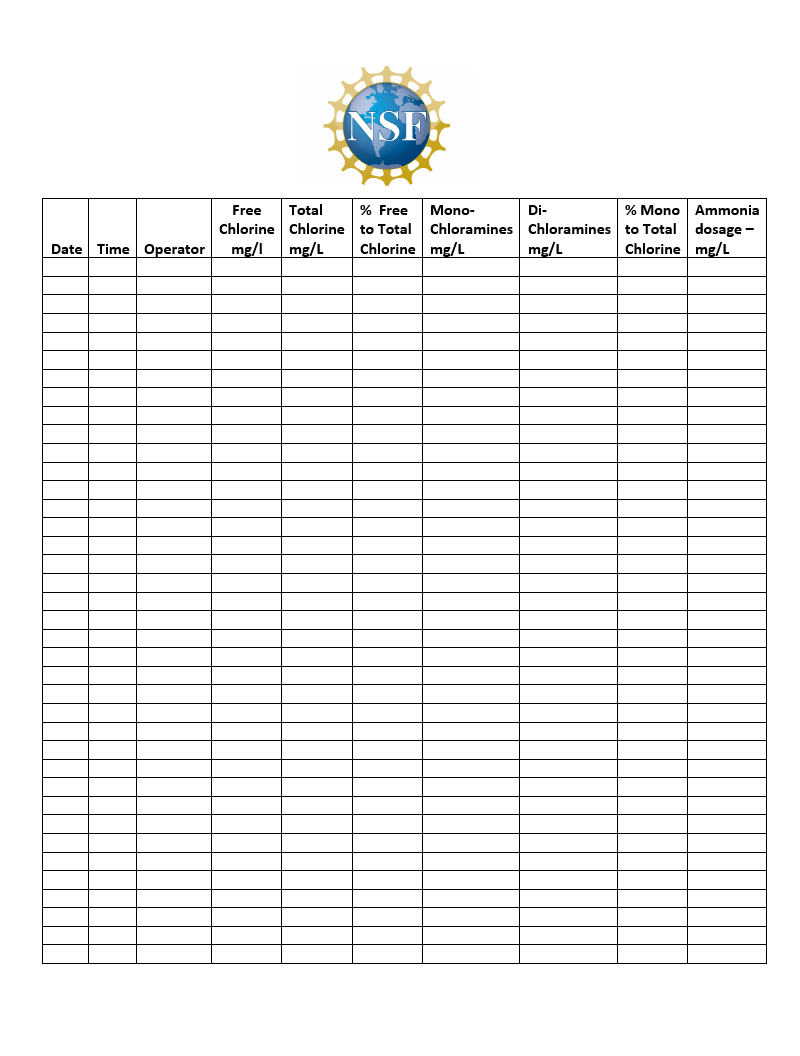 NSF
Free Total % Free Mono- Di- % Mono Ammonia
Chlorine Chlorine to Total Chloramines Chloramines to Total dosage –
Date Time Operator mg/l mg/L Chlorine mg/L mg/L Chlorine mg/L